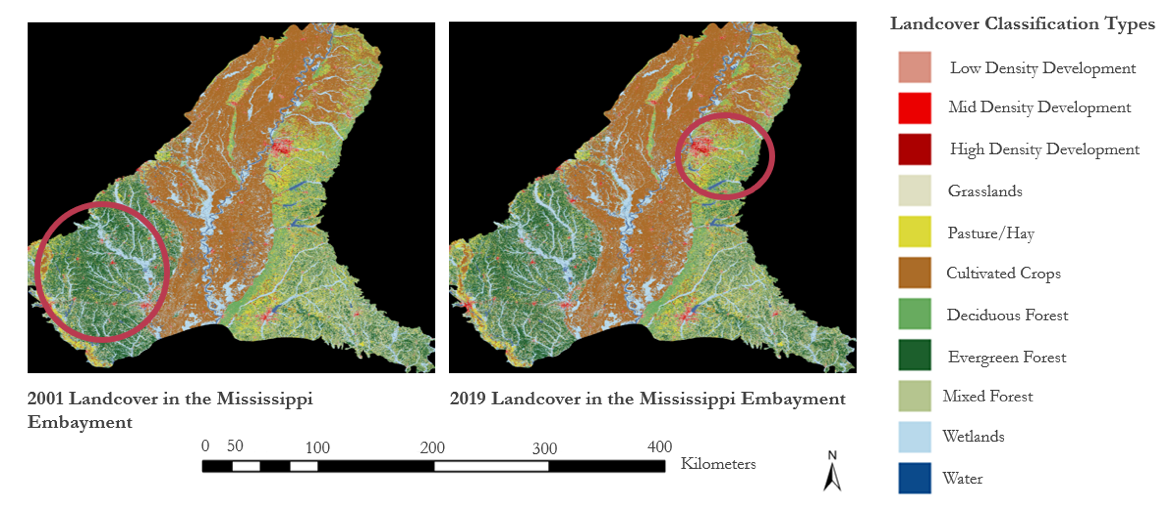 Landcover Classification Types
Low Density Development
Mid Density Development
High Density Development
Grasslands
Pasture/Hay
Cultivated Crops
Deciduous Forest
Evergreen Forest
Mixed Forest
Wetlands
Water
2001 Landcover in the Mississippi
Embayment
2019 Landcover in the Mississippi Embayment
0 50 100 200 300 400
Kilometers
N